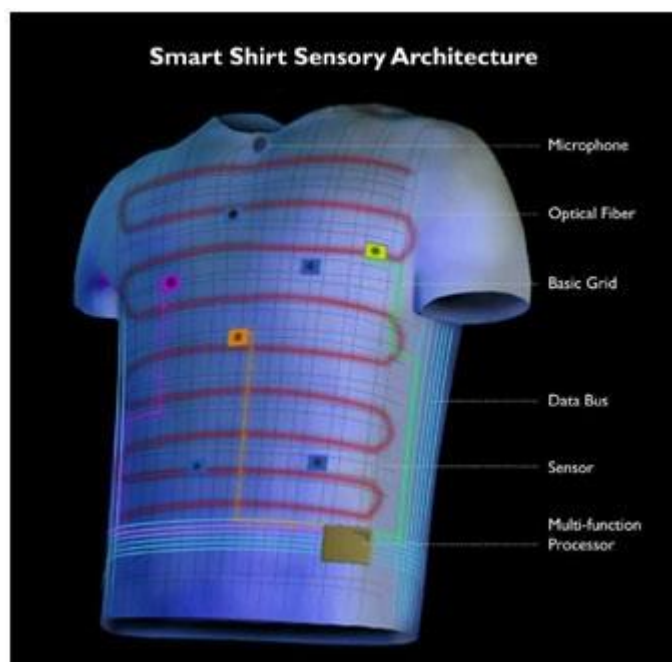 Smart Shirt Sensory Architecture
Microphone
Optical Fiber
Basic Grid
Data Bus
Sensor
Multi-function
Processor